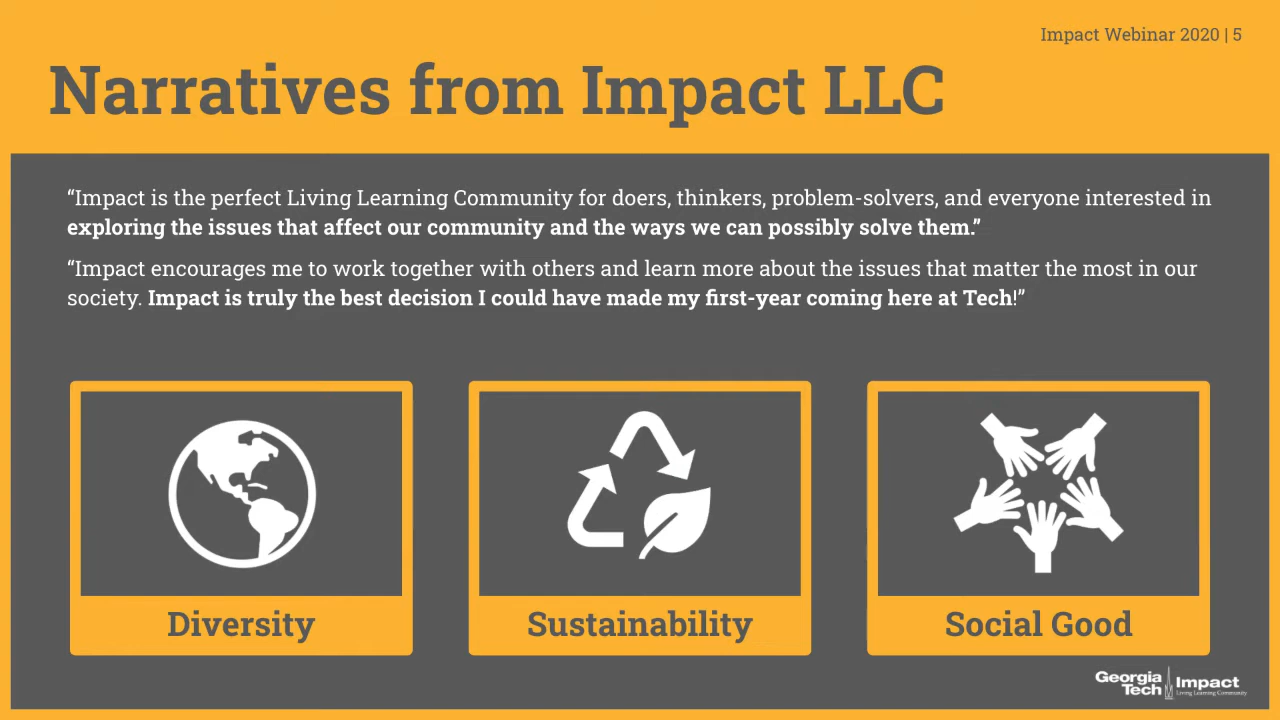 Impact Webinar 2020 | 5
Narratives from Impact LLC
“Impact is the perfect Living Learning Community for doers, thinkers, problem-solvers, and everyone interested in
exploring the issues that affect our community and the ways we can possibly solve them.”
“Impact encourages me to work together with others and learn more about the issues that matter the most in our
society. Impact is truly the best decision I could have made my first-year coming here at Tech!”
Diversity
Sustainability
Social Good
Georgia
Tech
Impact
Living Learning Community